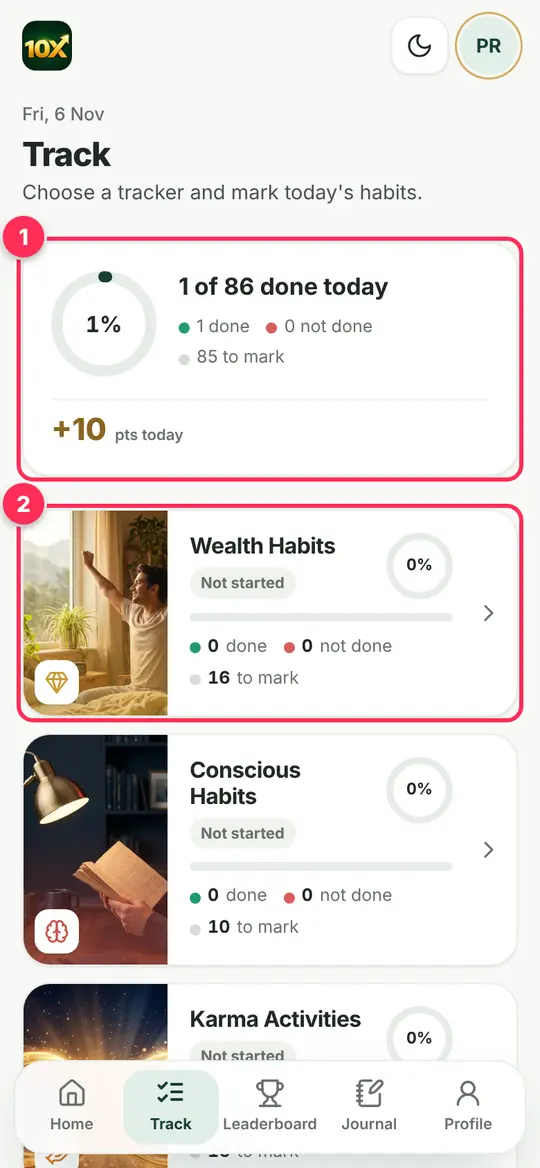 10X
PR
Fri, 6 Nov
Track
Choose a tracker and mark today's habits.
1
1%
1 of 86 done today
1 done 0 not done
85 to mark
+10 pts today
2
Wealth Habits
0%
Not started
0 done 0 not done
16 to mark
Conscious
Habits
0%
Not started
0 done 0 not done
10 to mark
Karma Activities
0%
Not started
Home Track Leaderboard Journal Profile